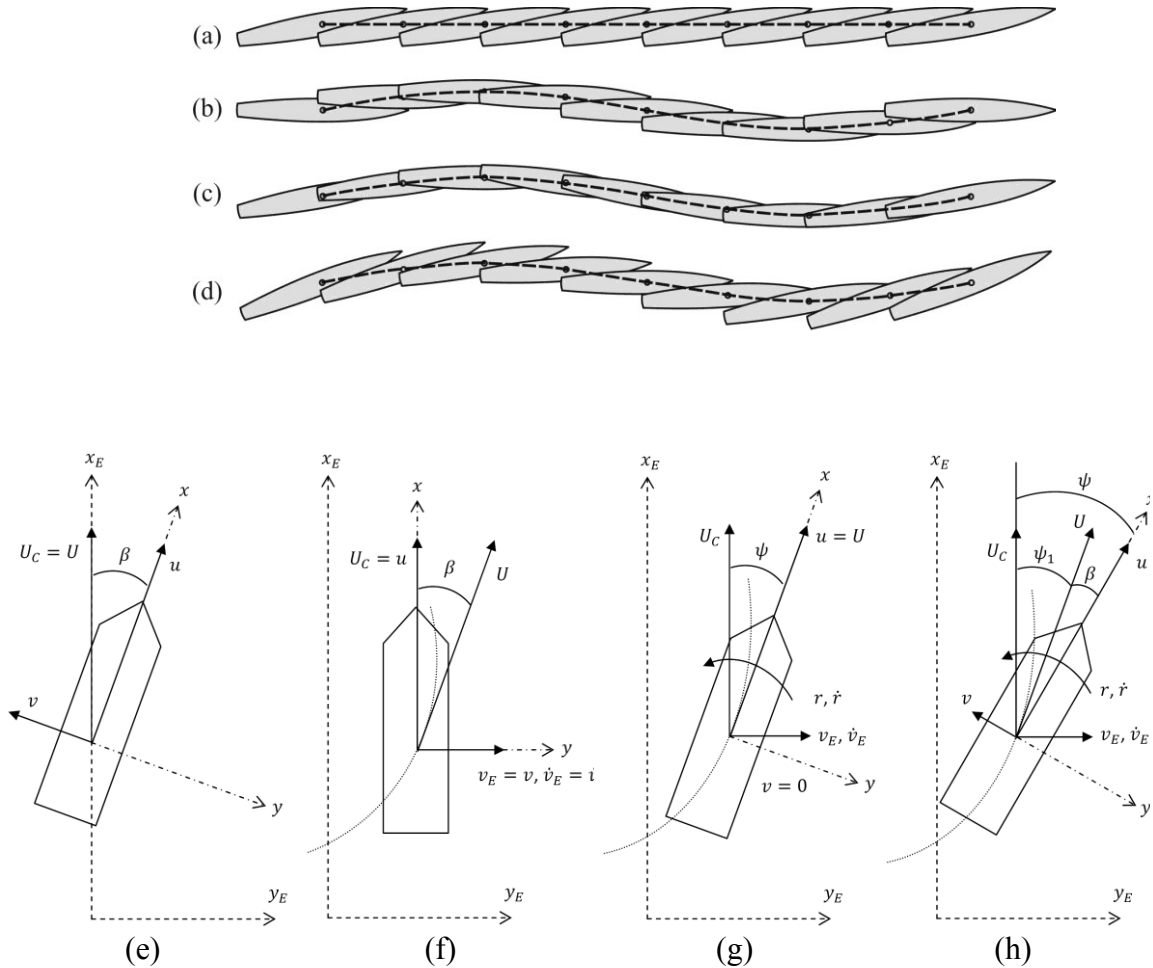 (a)
(b)
(c)
(d)
x_E
U_C = U
β
x
u
v
y
y_E
(e)
x_E
x
U_C = u
β
U
y
v_E = v, v̇_E = i
y_E
(f)
x_E
x
U_C
ψ
u = U
r, ṙ
v_E, v̇_E
v = 0
y
y_E
(g)
x_E
ψ
x
U
U_C
ψ_1
β
u
r, ṙ
v
v_E, v̇_E
y
y_E
(h)